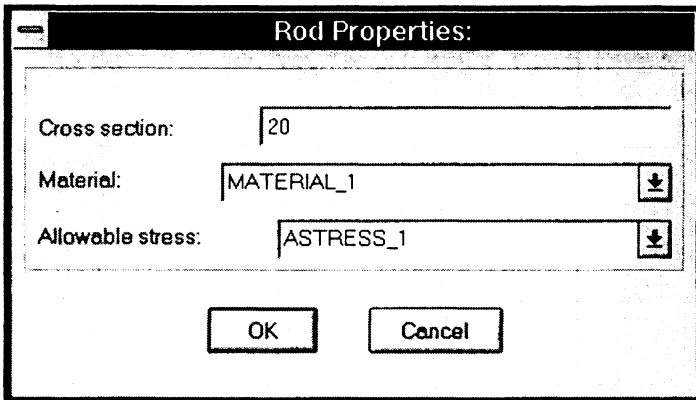 Rod Properties:
Cross section: 20
Material: MATERIAL_1
Allowable stress: ASTRESS_1
OK Cancel